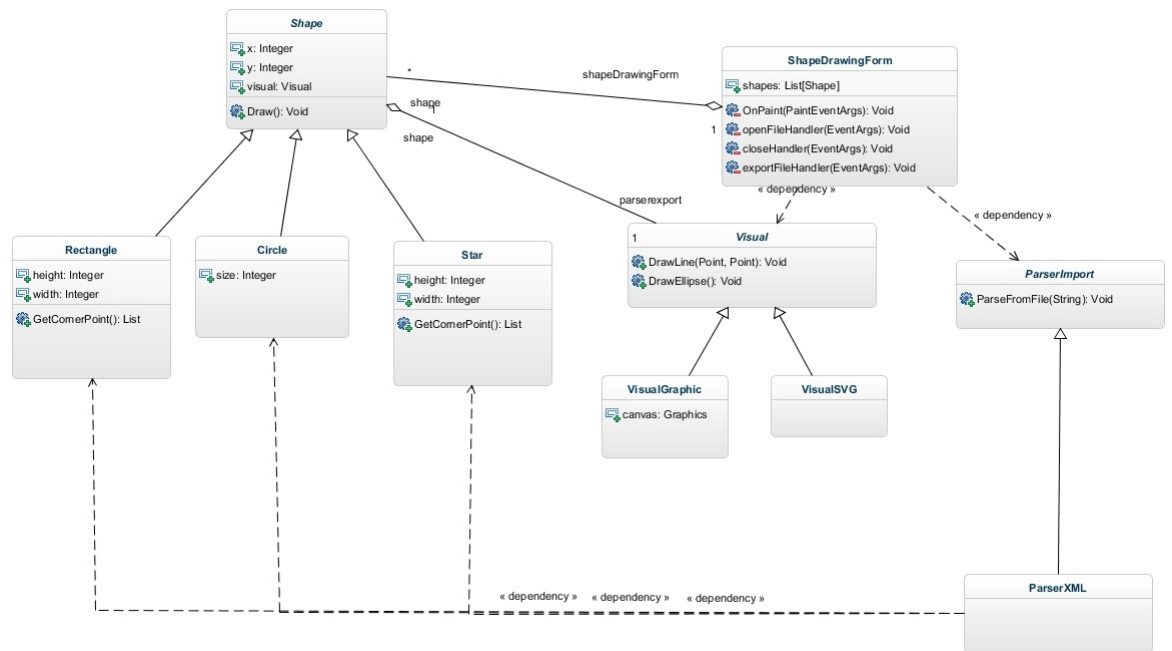 Shape
x: Integer
y: Integer
visual: Visual
Draw(): Void
*
shapeDrawingForm
shape
1
shape
parserexport
ShapeDrawingForm
shapes: List[Shape]
OnPaint(PaintEventArgs): Void
1
openFileHandler(EventArgs): Void
closeHandler(EventArgs): Void
exportFileHandler(EventArgs): Void
« dependency »
« dependency »
Rectangle
height: Integer
width: Integer
GetCornerPoint(): List
Circle
size: Integer
Star
height: Integer
width: Integer
GetCornerPoint(): List
1
Visual
DrawLine(Point, Point): Void
DrawEllipse(): Void
ParserImport
ParseFromFile(String): Void
VisualGraphic
canvas: Graphics
VisualSVG
« dependency »
« dependency »
« dependency »
ParserXML